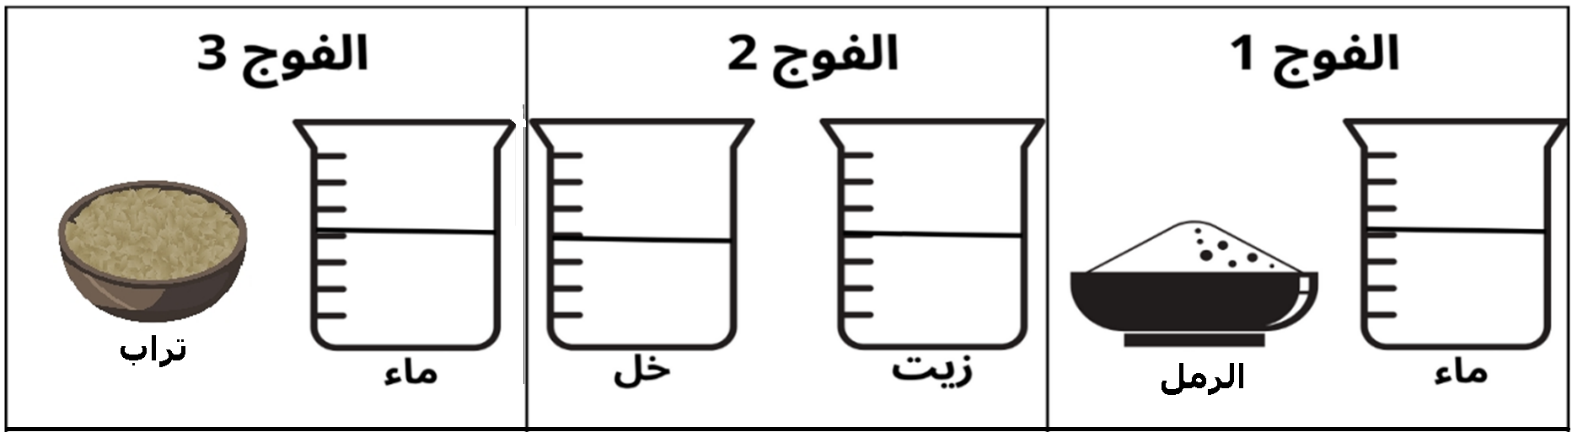 الفوج 1
ماء
الرمل
الفوج 2
زيت
خل
الفوج 3
ماء
تراب